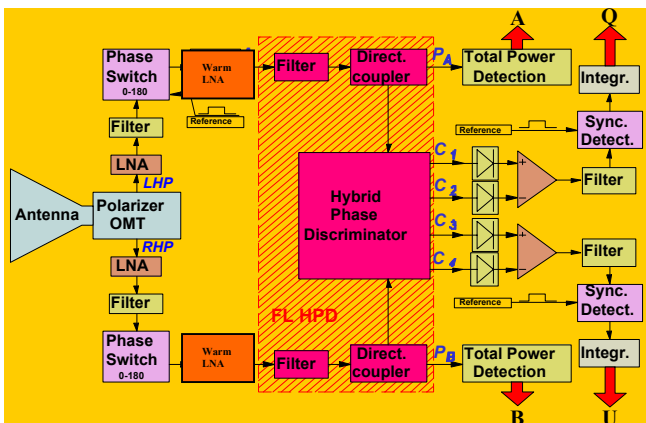 A
Q
Phase
Switch
0-180
Warm
LNA
Filter
Direct.
coupler
PA
Total Power
Detection
Integr.
Reference
Reference
Sync.
Detect.
Filter
LNA
LHP
C1
C2
C3
C4
Filter
Antenna
Polarizer
OMT
Hybrid
Phase
Discriminator
RHP
LNA
Filter
Filter
Reference
Sync.
Detect.
FL HPD
Phase
Switch
0-180
Warm
LNA
Filter
Direct.
coupler
Total Power
Detection
Integr.
B
U